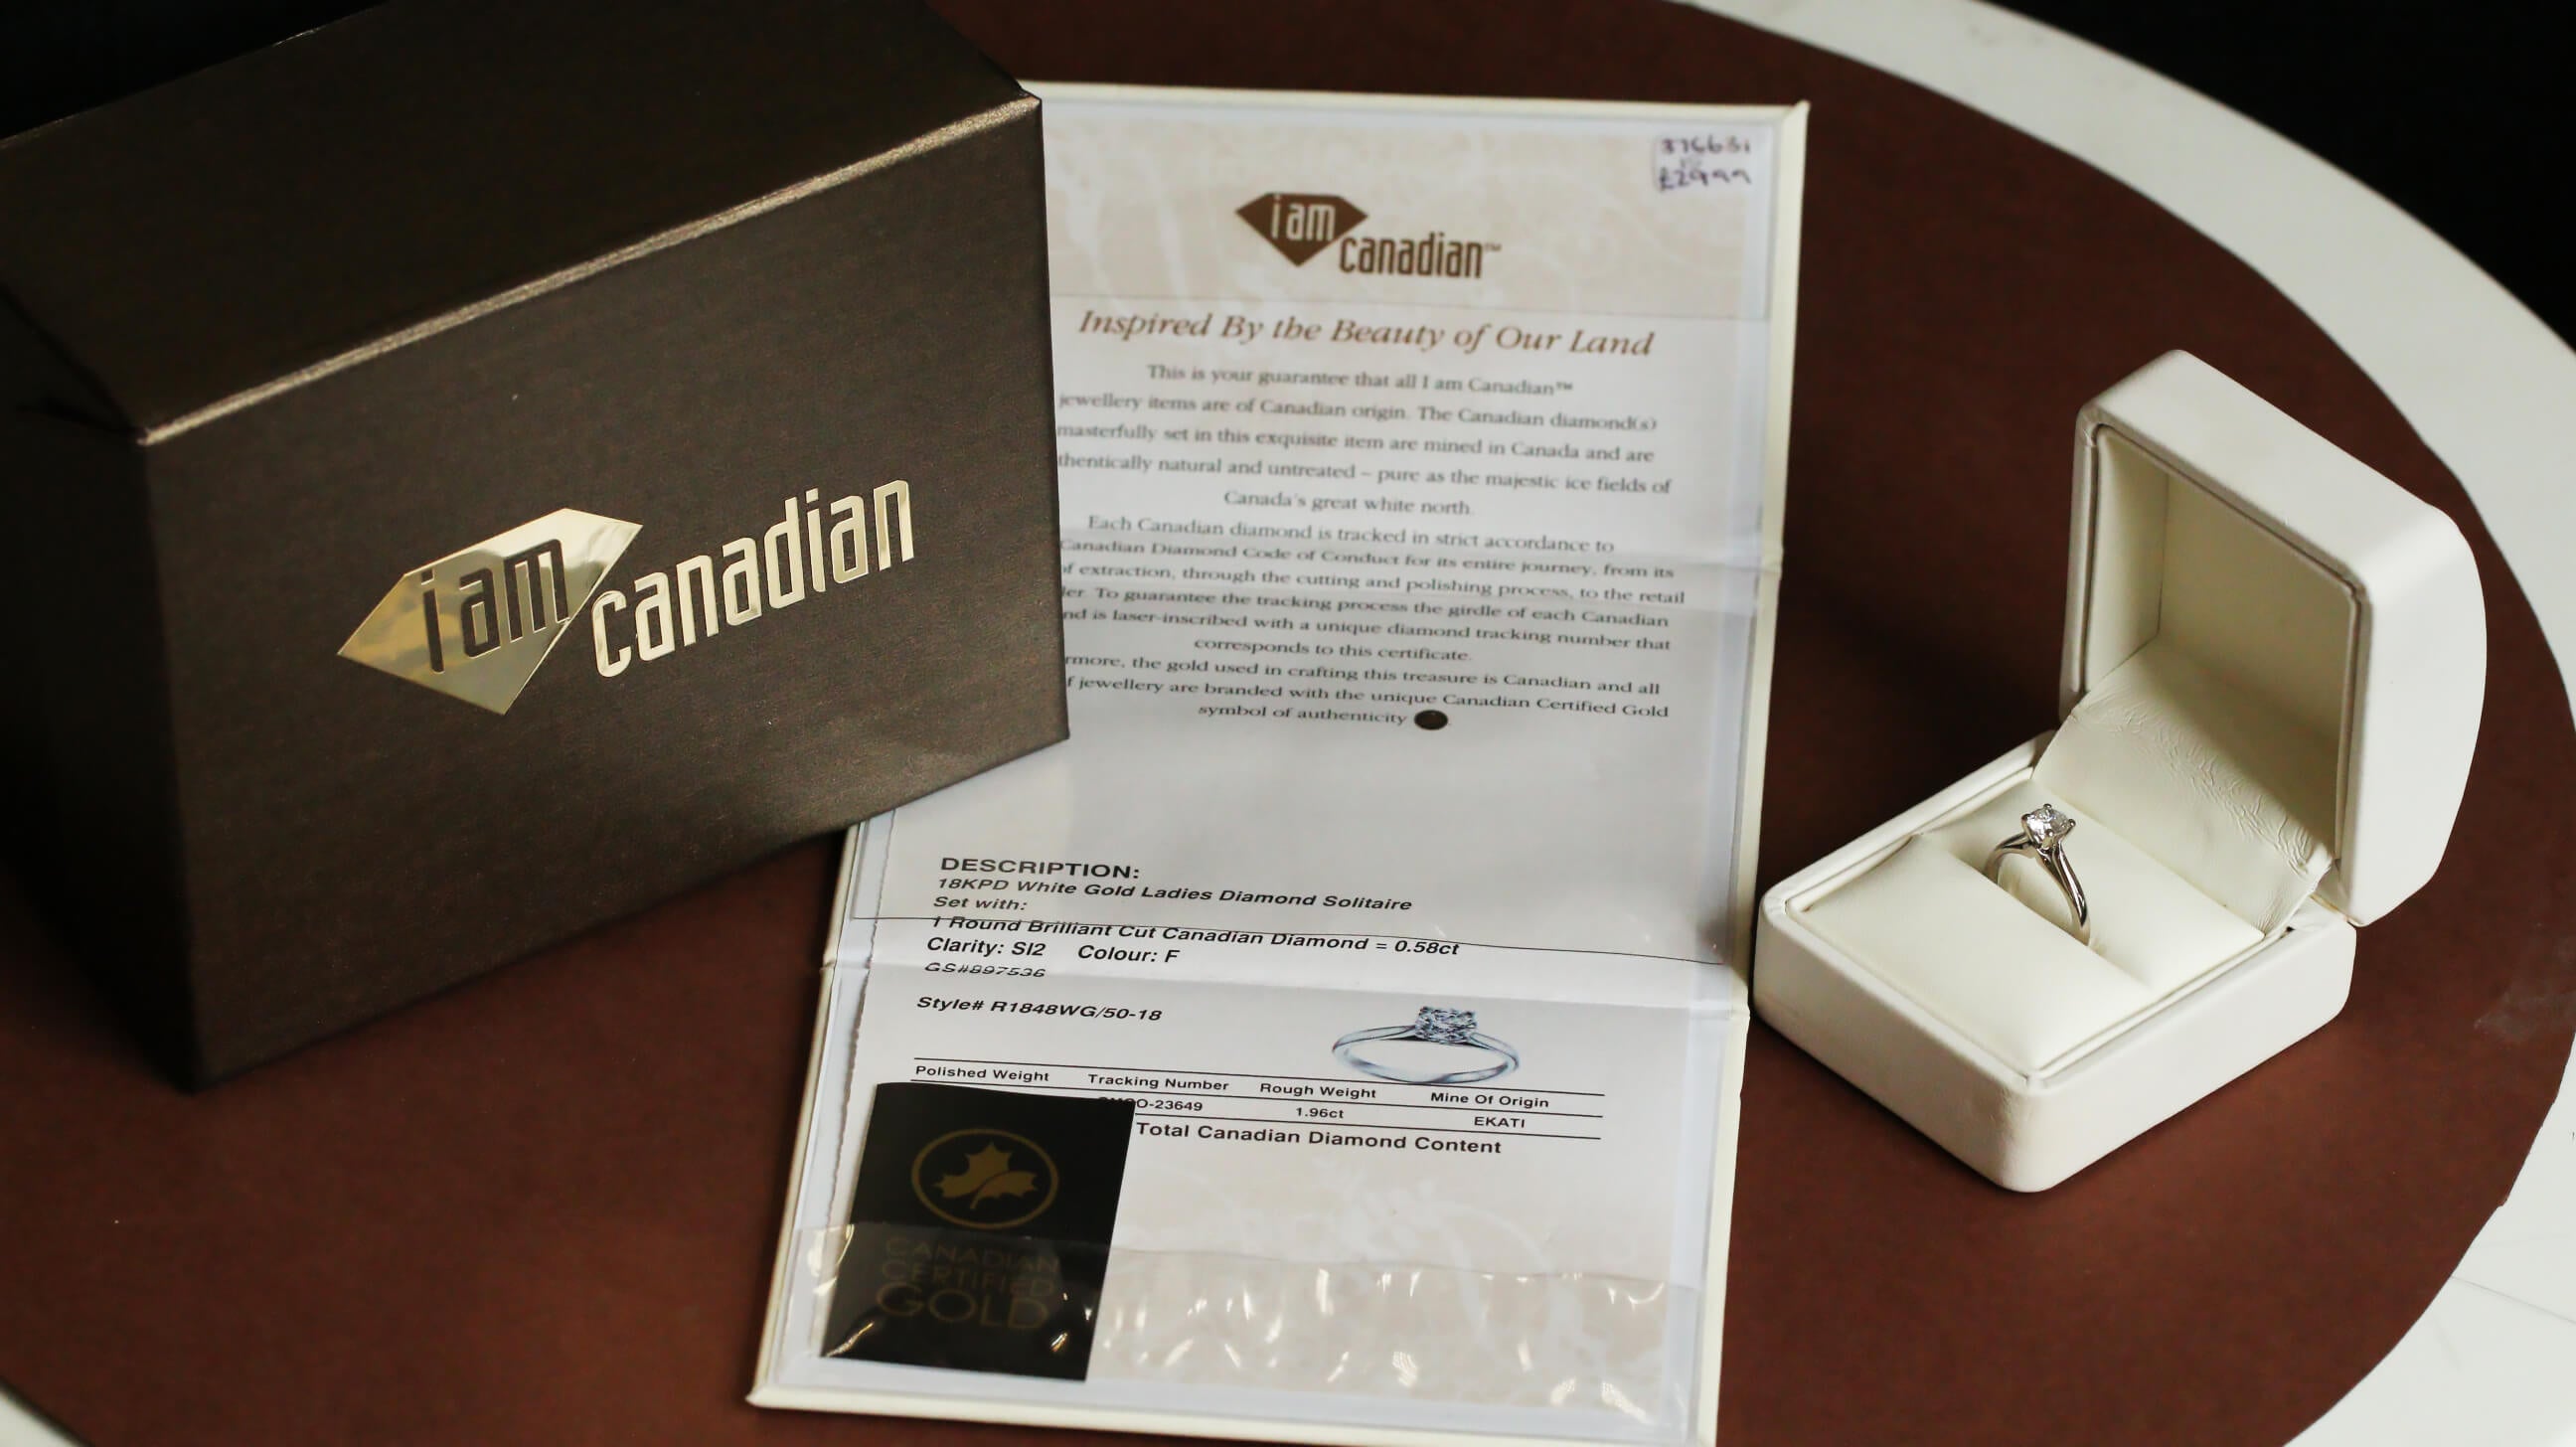 i am
canadian
376631
£2999
i am
canadian™
Inspired By the Beauty of Our Land
This is your guarantee that all I am Canadian™
jewellery items are of Canadian origin. The Canadian diamond(s)
masterfully set in this exquisite item are mined in Canada and are
thentically natural and untreated – pure as the majestic ice fields of
Canada's great white north.
Each Canadian diamond is tracked in strict accordance to
Canadian Diamond Code of Conduct for its entire journey, from its
of extraction, through the cutting and polishing process, to the retail
ler. To guarantee the tracking process the girdle of each Canadian
nd is laser-inscribed with a unique diamond tracking number that
corresponds to this certificate.
rmore, the gold used in crafting this treasure is Canadian and all
f jewellery are branded with the unique Canadian Certified Gold
symbol of authenticity
DESCRIPTION:
18KPD White Gold Ladies Diamond Solitaire
Set with:
1 Round Brilliant Cut Canadian Diamond = 0.58ct
Clarity: SI2 Colour: F
GS#897536
Style# R1848WG/50-18
Polished Weight Tracking Number Rough Weight Mine Of Origin
O-23649 1.96ct EKATI
Total Canadian Diamond Content
CANADIAN
CERTIFIED
GOLD